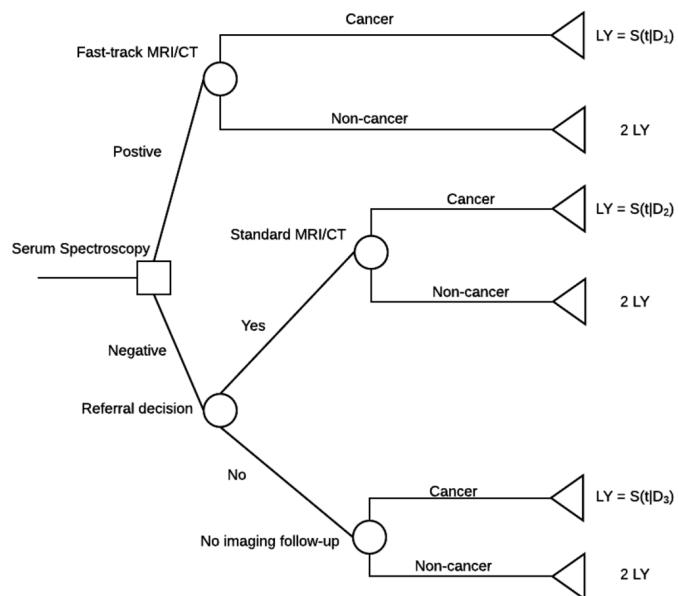 Cancer
Fast-track MRI/CT
LY = S(t|D₁)
Non-cancer
2 LY
Postive
Cancer
Standard MRI/CT
LY = S(t|D₂)
Serum Spectroscopy
Non-cancer
2 LY
Yes
Negative
Referral decision
No
Cancer
LY = S(t|D₃)
No imaging follow-up
Non-cancer
2 LY